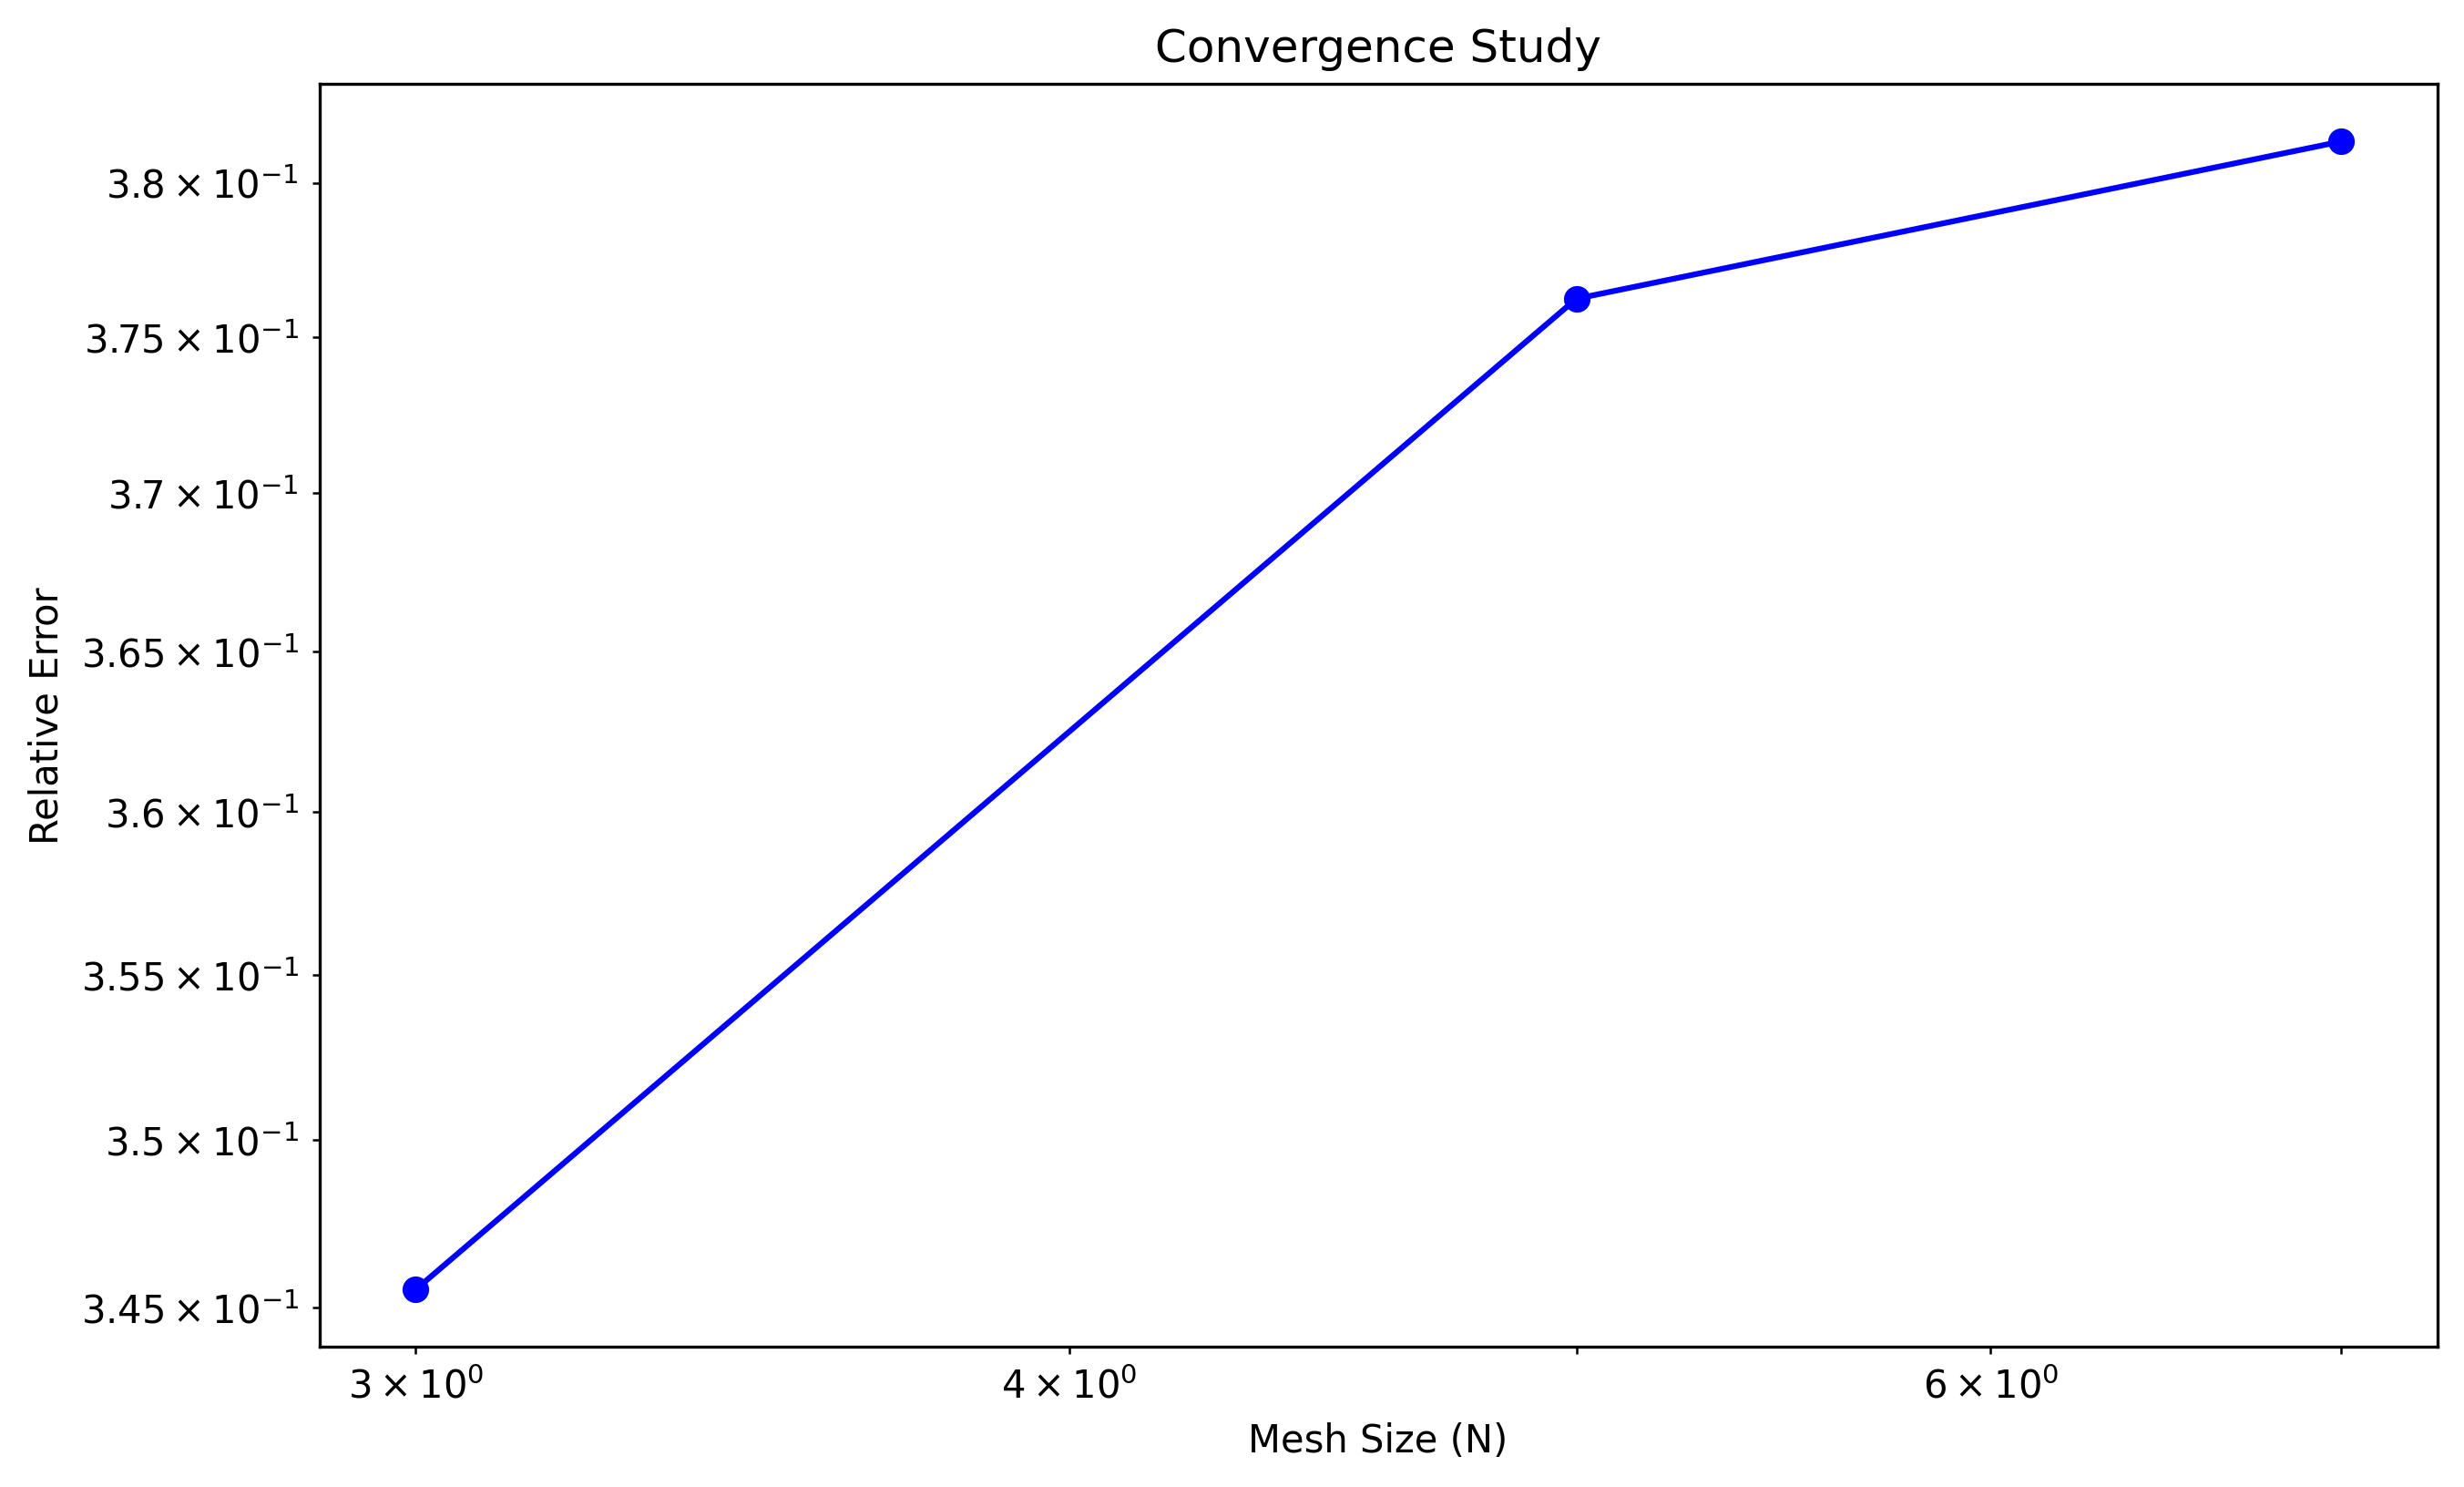 Convergence Study
3.8 × 10⁻¹
3.75 × 10⁻¹
3.7 × 10⁻¹
3.65 × 10⁻¹
3.6 × 10⁻¹
3.55 × 10⁻¹
3.5 × 10⁻¹
3.45 × 10⁻¹
Relative Error
3 × 10⁰ 4 × 10⁰ 6 × 10⁰
Mesh Size (N)